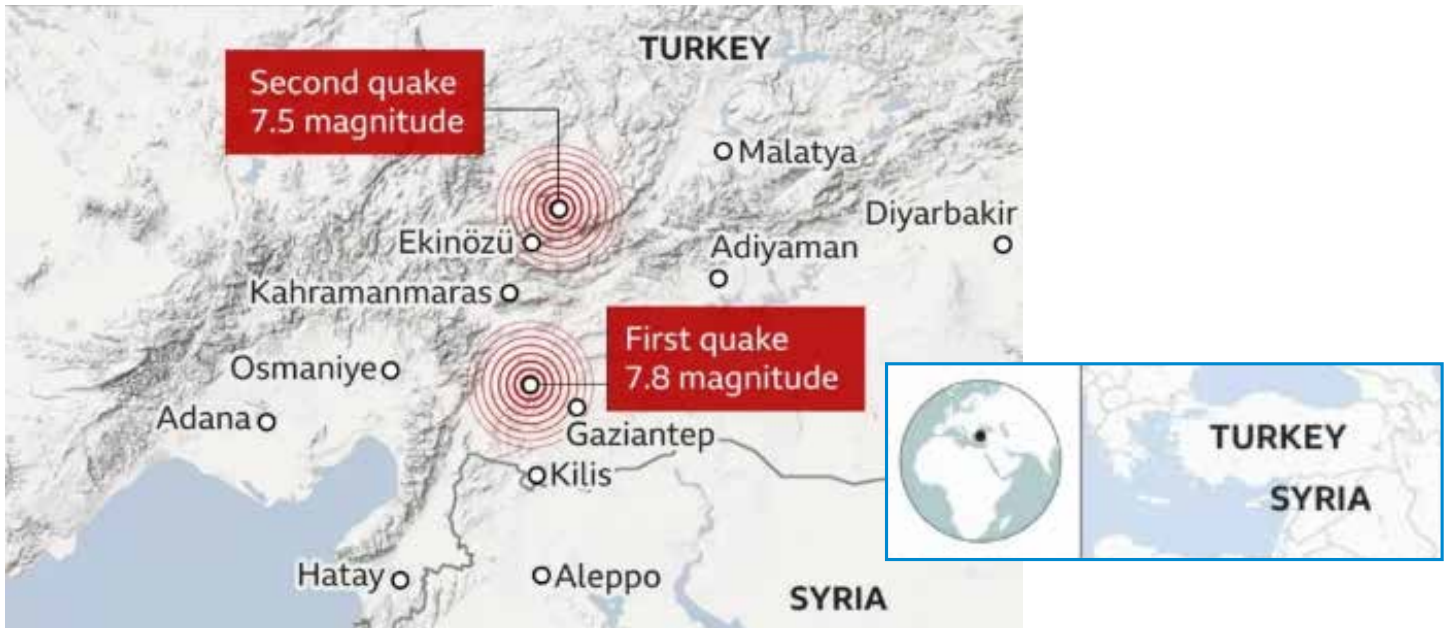 TURKEY
Second quake
7.5 magnitude
Malatya
Diyarbakir
Ekinözü
Adiyaman
Kahramanmaras
First quake
7.8 magnitude
Osmaniye
Adana
Gaziantep
Kilis
Hatay
Aleppo
SYRIA
TURKEY
SYRIA